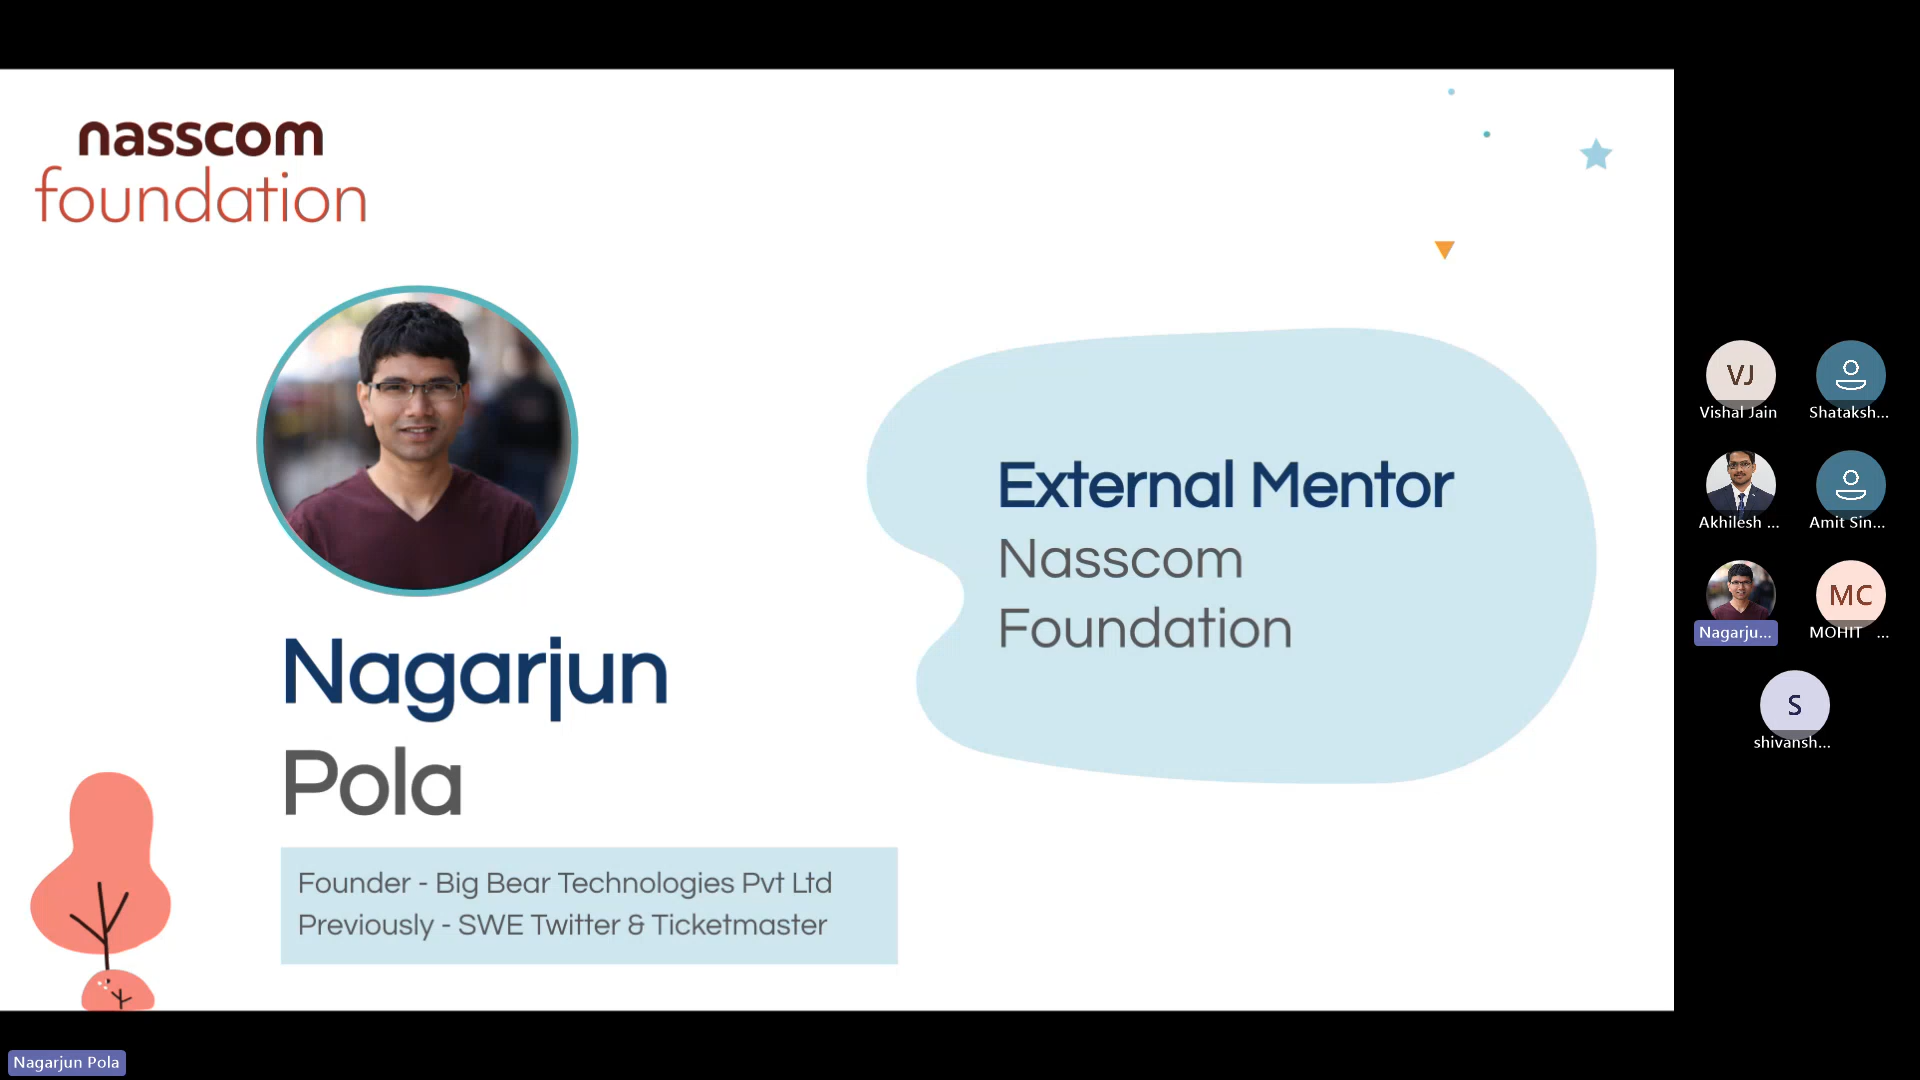 nasscom
foundation
Nagarjun
Pola
Founder - Big Bear Technologies Pvt Ltd
Previously - SWE Twitter & Ticketmaster
External Mentor
Nasscom
Foundation
VJ
Vishal Jain
Shataksh...
Akhilesh ...
Amit Sin...
Nagarju...
MC
MOHIT ...
S
shivansh...
Nagarjun Pola